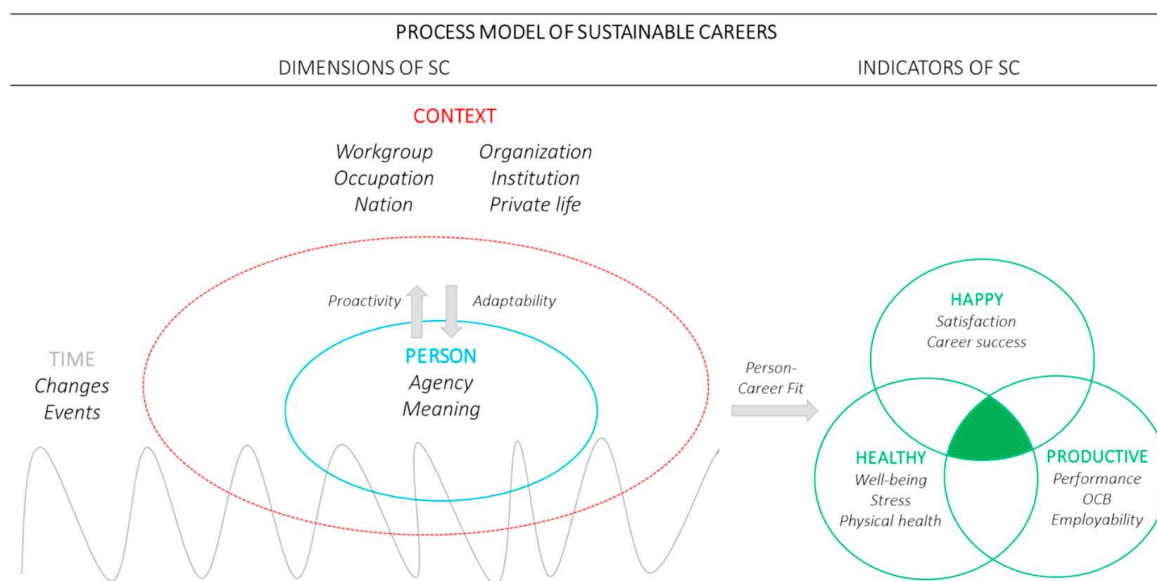 PROCESS MODEL OF SUSTAINABLE CAREERS
DIMENSIONS OF SC
INDICATORS OF SC
CONTEXT
Workgroup Organization
Occupation Institution
Nation Private life
Proactivity Adaptability
PERSON
Agency
Meaning
TIME
Changes
Events
Person-
Career Fit
HAPPY
Satisfaction
Career success
HEALTHY
Well-being
Stress
Physical health
PRODUCTIVE
Performance
OCB
Employability